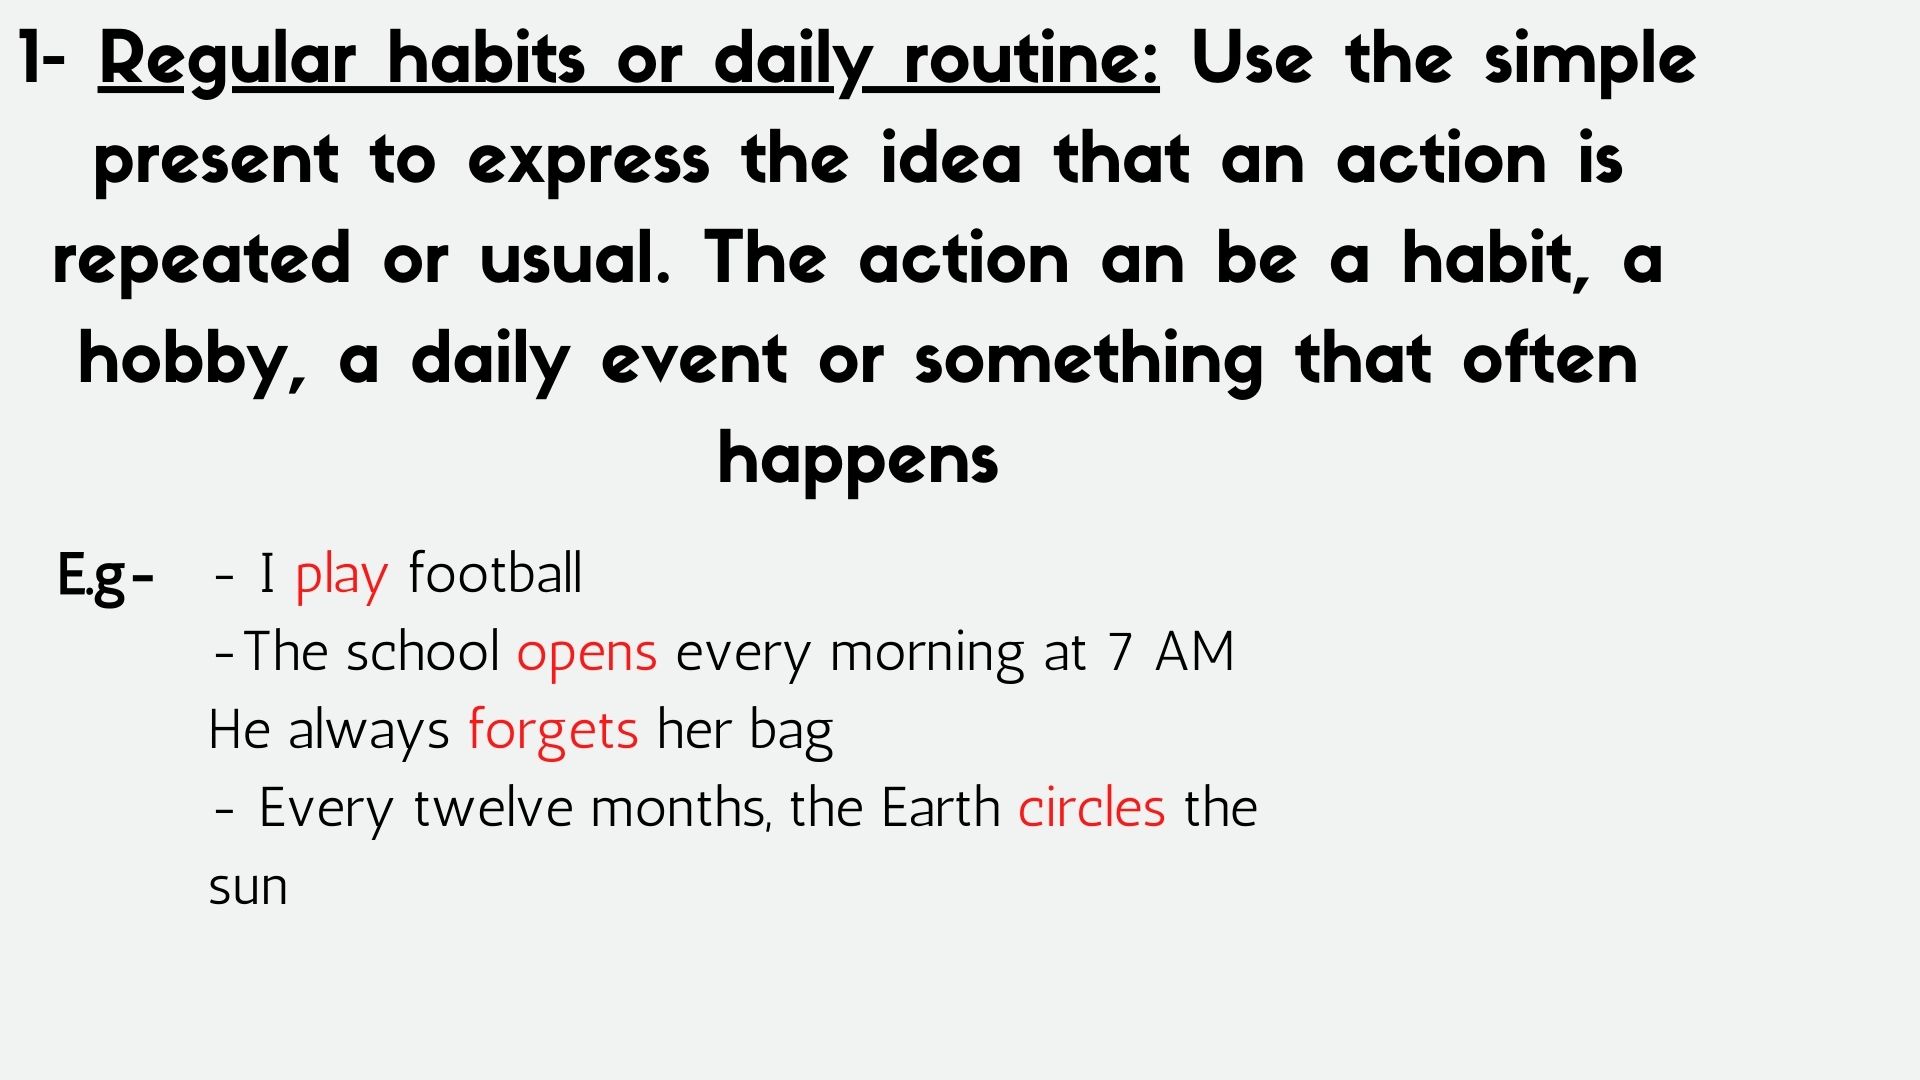 1- Regular habits or daily routine: Use the simple
present to express the idea that an action is
repeated or usual. The action an be a habit, a
hobby, a daily event or something that often
happens
E.g- - I play football
-The school opens every morning at 7 AM
He always forgets her bag
- Every twelve months, the Earth circles the
sun